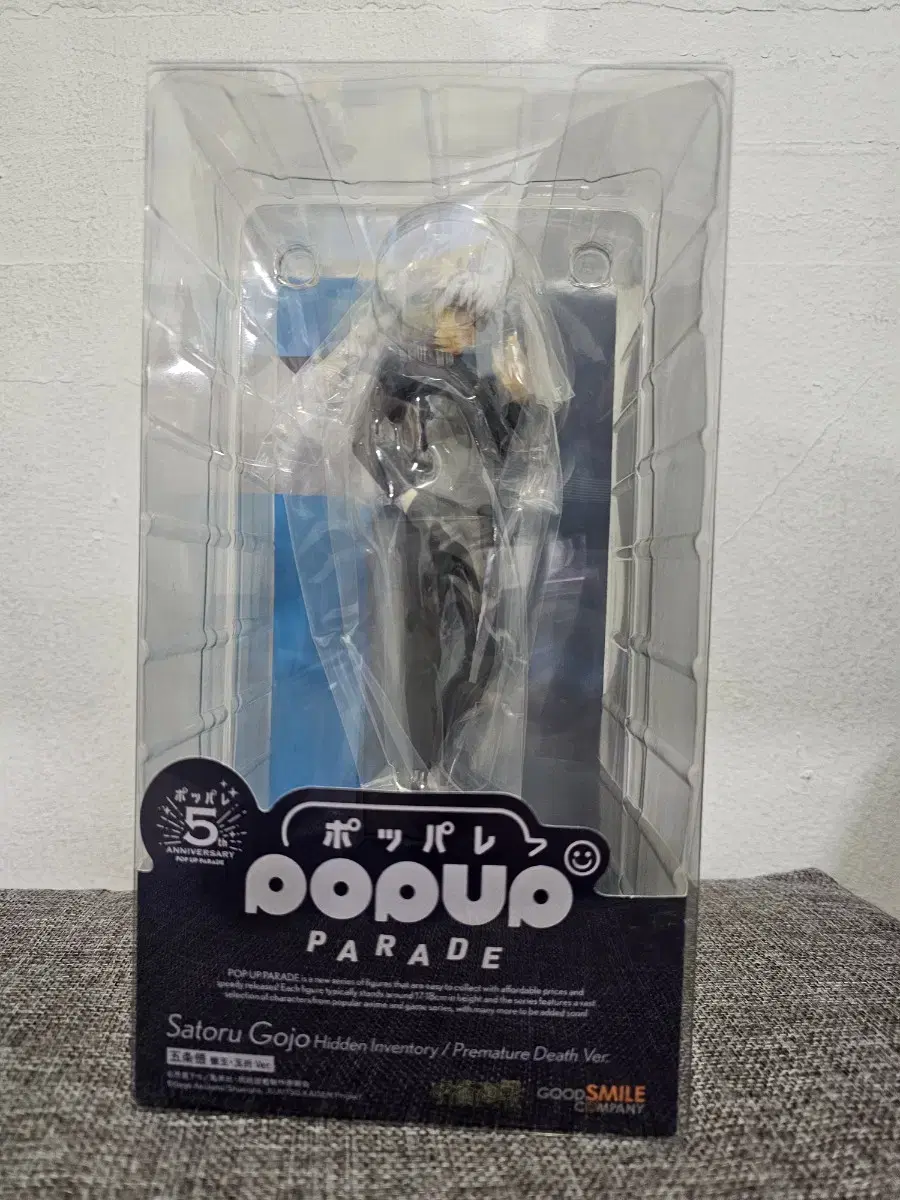 ポッパレ
5th
ANNIVERSARY
POP UP PARADE
ポッパレ
POPUP
PARADE
POP UP PARADE is a new series of figures that are easy to collect with affordable prices and
speedy releases! Each figure typically stands around 17-18cm in height and the series features a vast
selection of characters from popular anime and game series, with many more to be added soon!
Satoru Gojo Hidden Inventory / Premature Death Ver.
五条悟 懐玉・玉折 Ver.
GOOD SMILE
COMPANY